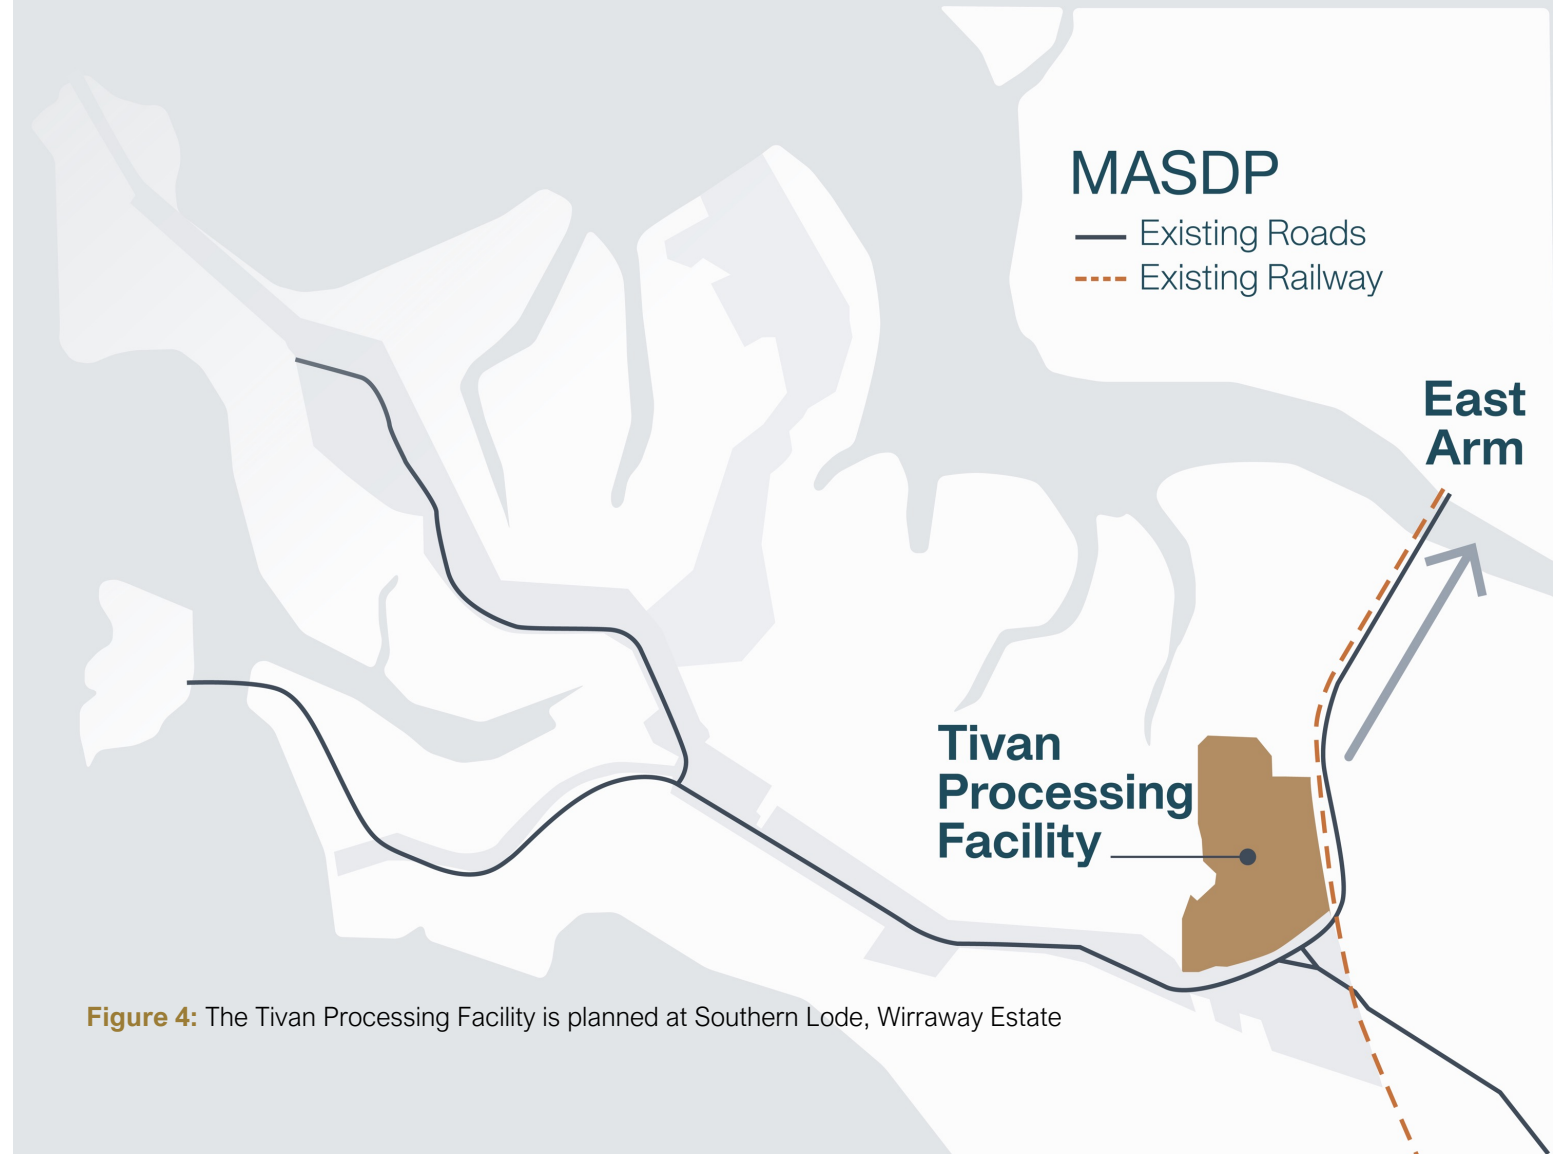 MASDP
Existing Roads
Existing Railway
East
Arm
Tivan
Processing
Facility
Figure 4: The Tivan Processing Facility is planned at Southern Lode, Wirraway Estate